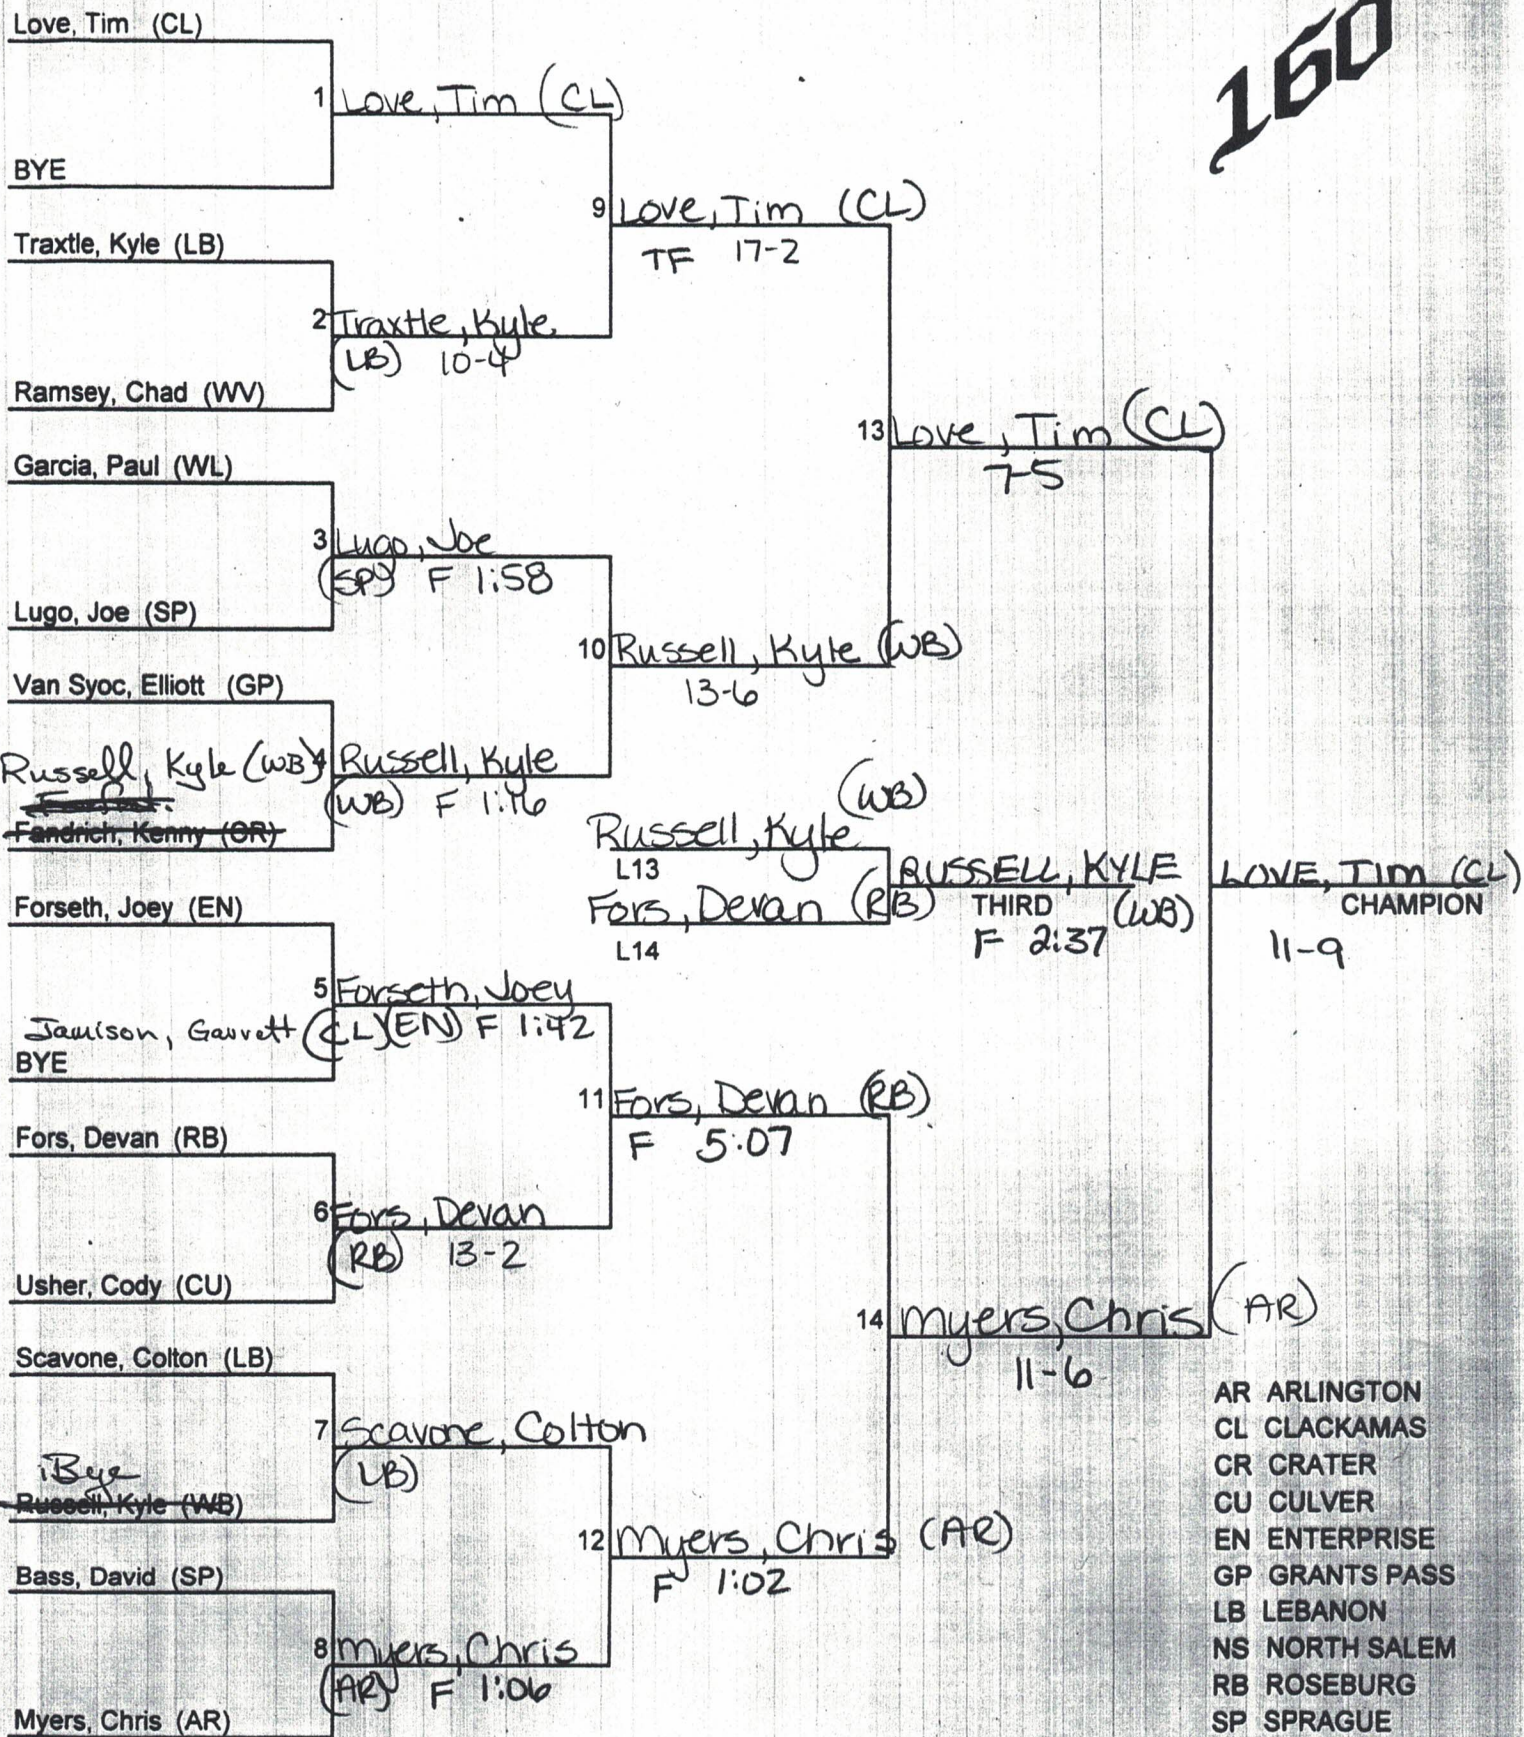 160
Love, Tim (CL)
1 Love, Tim (CL)
BYE
9 Love, Tim (CL)
TF 17-2
Traxtle, Kyle (LB)
2 Traxtle, Kyle
(LB) 10-4
Ramsey, Chad (WV)
13 Love, Tim (CL)
7-5
Garcia, Paul (WL)
3 Lugo, Joe
(SP) F 1:58
Lugo, Joe (SP)
10 Russell, Kyle (WB)
13-6
Van Syoc, Elliott (GP)
Russell, Kyle (WB)
4 Russell, Kyle
(WB) F 1:16
Fandrich, Kenny (CR)
Russell, Kyle (WB)
L13
Fors, Devan (RB)
L14
RUSSELL, KYLE
THIRD (WB)
F 2:37
LOVE, TIM (CL)
CHAMPION
11-9
Forseth, Joey (EN)
5 Forseth, Joey
(EN) F 1:42
Jamison, Garrett (CL)
BYE
11 Fors, Devan (RB)
F 5:07
Fors, Devan (RB)
6 Fors, Devan
(RB) 13-2
Usher, Cody (CU)
14 Myers, Chris (AR)
11-6
Scavone, Colton (LB)
7 Scavone, Colton
(LB)
Bye
Russell, Kyle (WB)
12 Myers, Chris (AR)
F 1:02
Bass, David (SP)
8 Myers, Chris
(AR) F 1:06
Myers, Chris (AR)
AR ARLINGTON
CL CLACKAMAS
CR CRATER
CU CULVER
EN ENTERPRISE
GP GRANTS PASS
LB LEBANON
NS NORTH SALEM
RB ROSEBURG
SP SPRAGUE